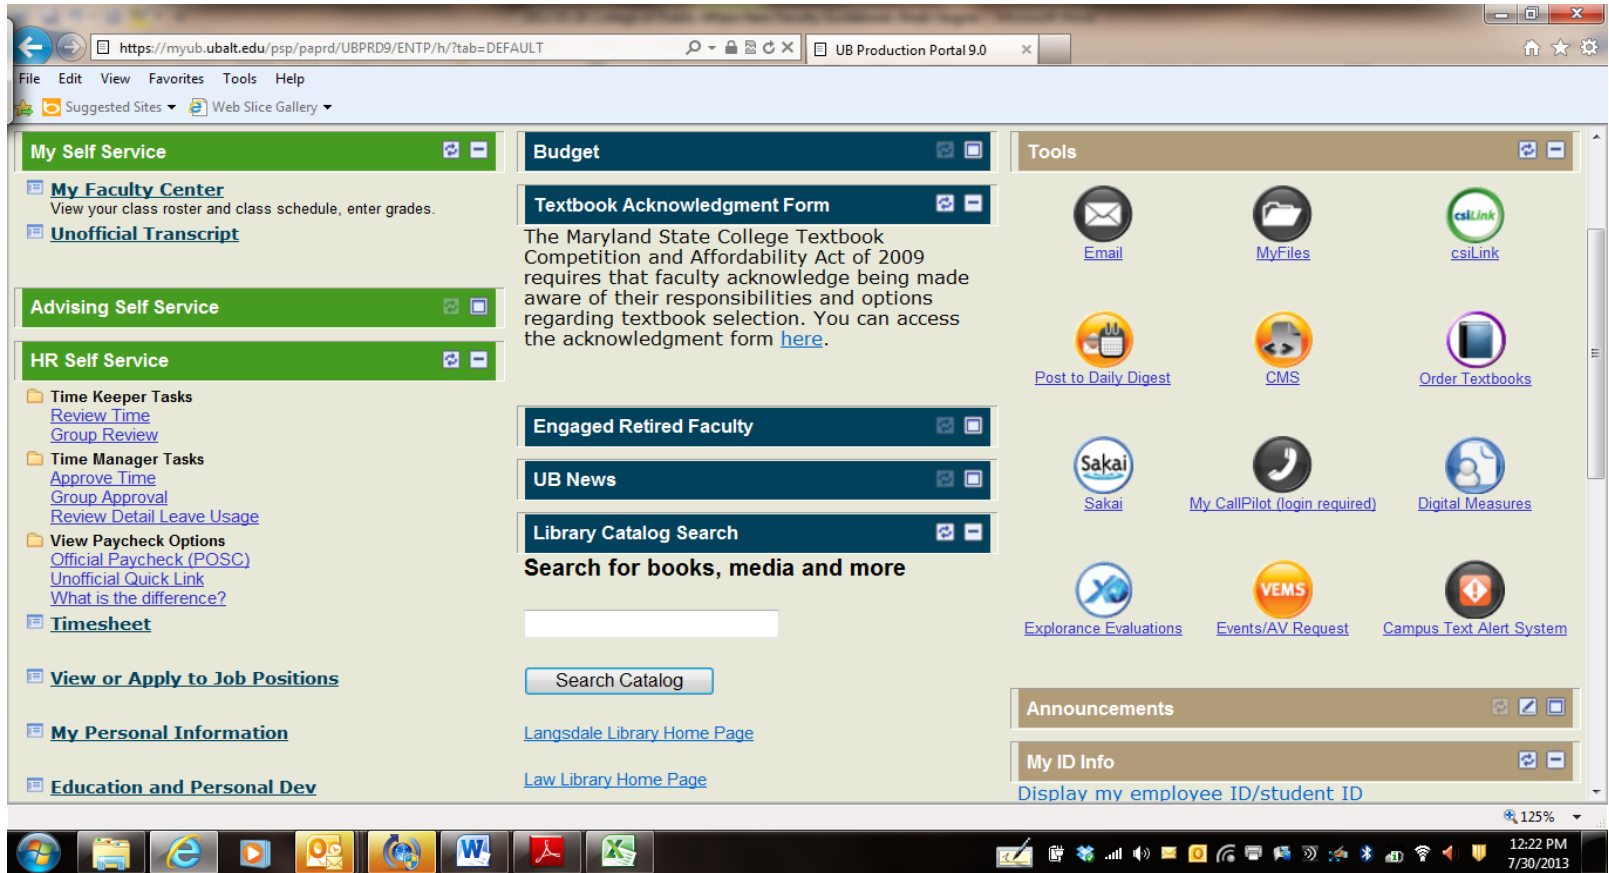 https://myub.ubalt.edu/psp/paprd/UBPRD9/ENTP/h/?tab=DEFAULT
UB Production Portal 9.0
File Edit View Favorites Tools Help
Suggested Sites
Web Slice Gallery
My Self Service
My Faculty Center
View your class roster and class schedule, enter grades.
Unofficial Transcript
Advising Self Service
HR Self Service
Time Keeper Tasks
Review Time
Group Review
Time Manager Tasks
Approve Time
Group Approval
Review Detail Leave Usage
View Paycheck Options
Official Paycheck (POSC)
Unofficial Quick Link
What is the difference?
Timesheet
View or Apply to Job Positions
My Personal Information
Education and Personal Dev
Budget
Textbook Acknowledgment Form
The Maryland State College Textbook
Competition and Affordability Act of 2009
requires that faculty acknowledge being made
aware of their responsibilities and options
regarding textbook selection. You can access
the acknowledgment form here.
Engaged Retired Faculty
UB News
Library Catalog Search
Search for books, media and more
Search Catalog
Langsdale Library Home Page
Law Library Home Page
Tools
Email
MyFiles
csiLink
csiLink
Post to Daily Digest
CMS
Order Textbooks
Sakai
Sakai
My CallPilot (login required)
Digital Measures
Explorance Evaluations
VEMS
Events/AV Request
Campus Text Alert System
Announcements
My ID Info
Display my employee ID/student ID
125%
12:22 PM
7/30/2013